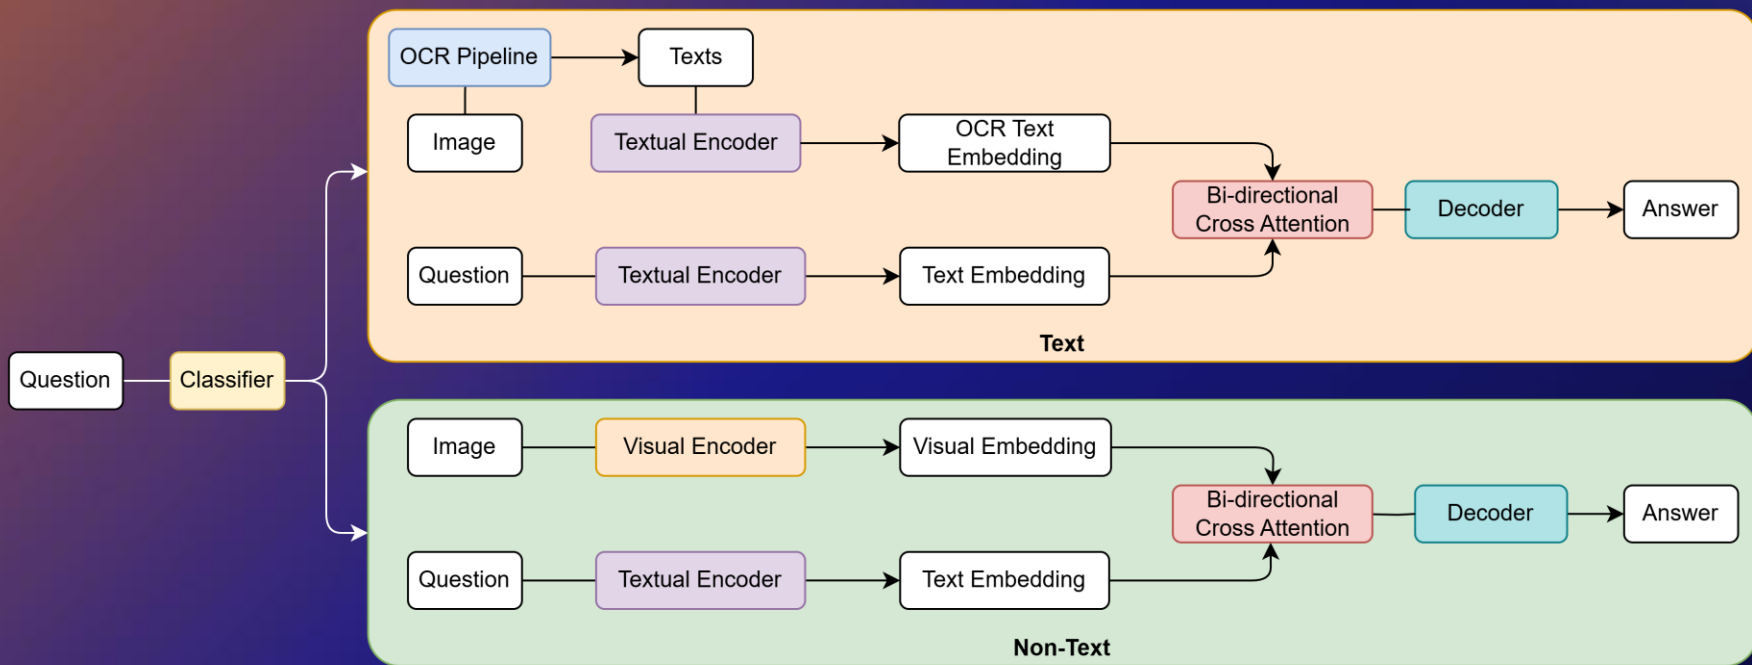 OCR Pipeline
Texts
Image
Textual Encoder
OCR Text
Embedding
Bi-directional
Cross Attention
Decoder
Answer
Question
Textual Encoder
Text Embedding
Text
Question
Classifier
Image
Visual Encoder
Visual Embedding
Bi-directional
Cross Attention
Decoder
Answer
Question
Textual Encoder
Text Embedding
Non-Text